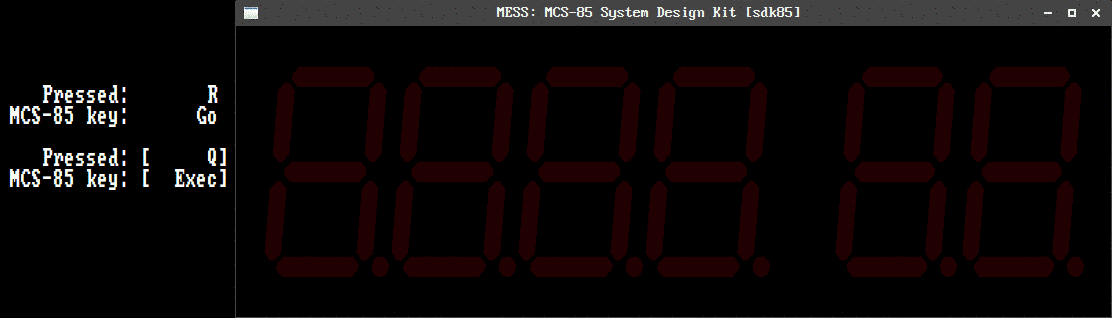 MESS: MCS-85 System Design Kit [sdk85]
Pressed: R
MCS-85 key: Go
Pressed: [ Q]
MCS-85 key: [ Exec]